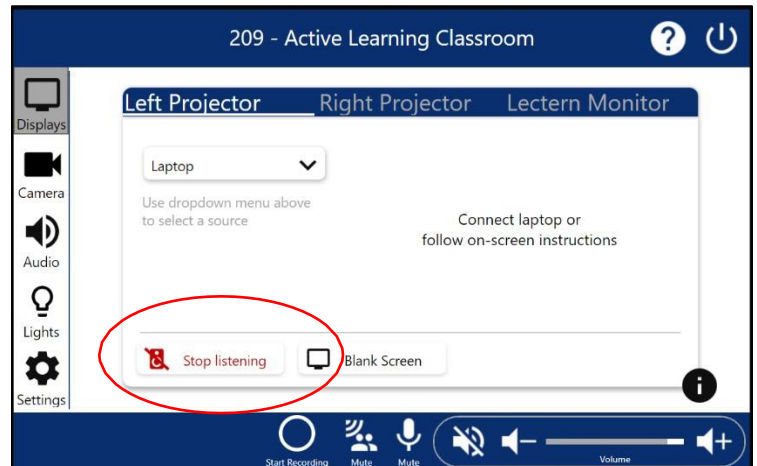 209 - Active Learning Classroom
?
Displays
Camera
Audio
Lights
Settings
Left Projector Right Projector Lectern Monitor
Laptop
Use dropdown menu above
to select a source
Connect laptop or
follow on-screen instructions
Stop listening
Blank Screen
i
Start Recording
Mute
Mute
Volume